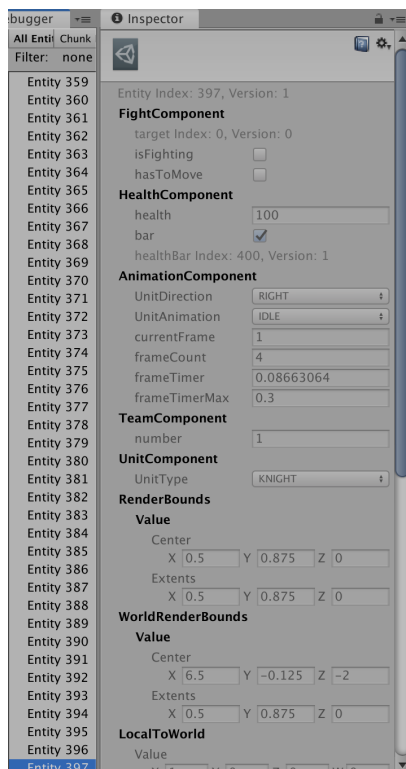 ebugger
All Enti Chunk
Filter: none
Entity 359
Entity 360
Entity 361
Entity 362
Entity 363
Entity 364
Entity 365
Entity 366
Entity 367
Entity 368
Entity 369
Entity 370
Entity 371
Entity 372
Entity 373
Entity 374
Entity 375
Entity 376
Entity 377
Entity 378
Entity 379
Entity 380
Entity 381
Entity 382
Entity 383
Entity 384
Entity 385
Entity 386
Entity 387
Entity 388
Entity 389
Entity 390
Entity 391
Entity 392
Entity 393
Entity 394
Entity 395
Entity 396
Entity 397
Inspector
Entity Index: 397, Version: 1
FightComponent
target Index: 0, Version: 0
isFighting
hasToMove
HealthComponent
health 100
bar
healthBar Index: 400, Version: 1
AnimationComponent
UnitDirection RIGHT
UnitAnimation IDLE
currentFrame 1
frameCount 4
frameTimer 0.08663064
frameTimerMax 0.3
TeamComponent
number 1
UnitComponent
UnitType KNIGHT
RenderBounds
Value
Center
X 0.5 Y 0.875 Z 0
Extents
X 0.5 Y 0.875 Z 0
WorldRenderBounds
Value
Center
X 6.5 Y -0.125 Z -2
Extents
X 0.5 Y 0.875 Z 0
LocalToWorld
Value